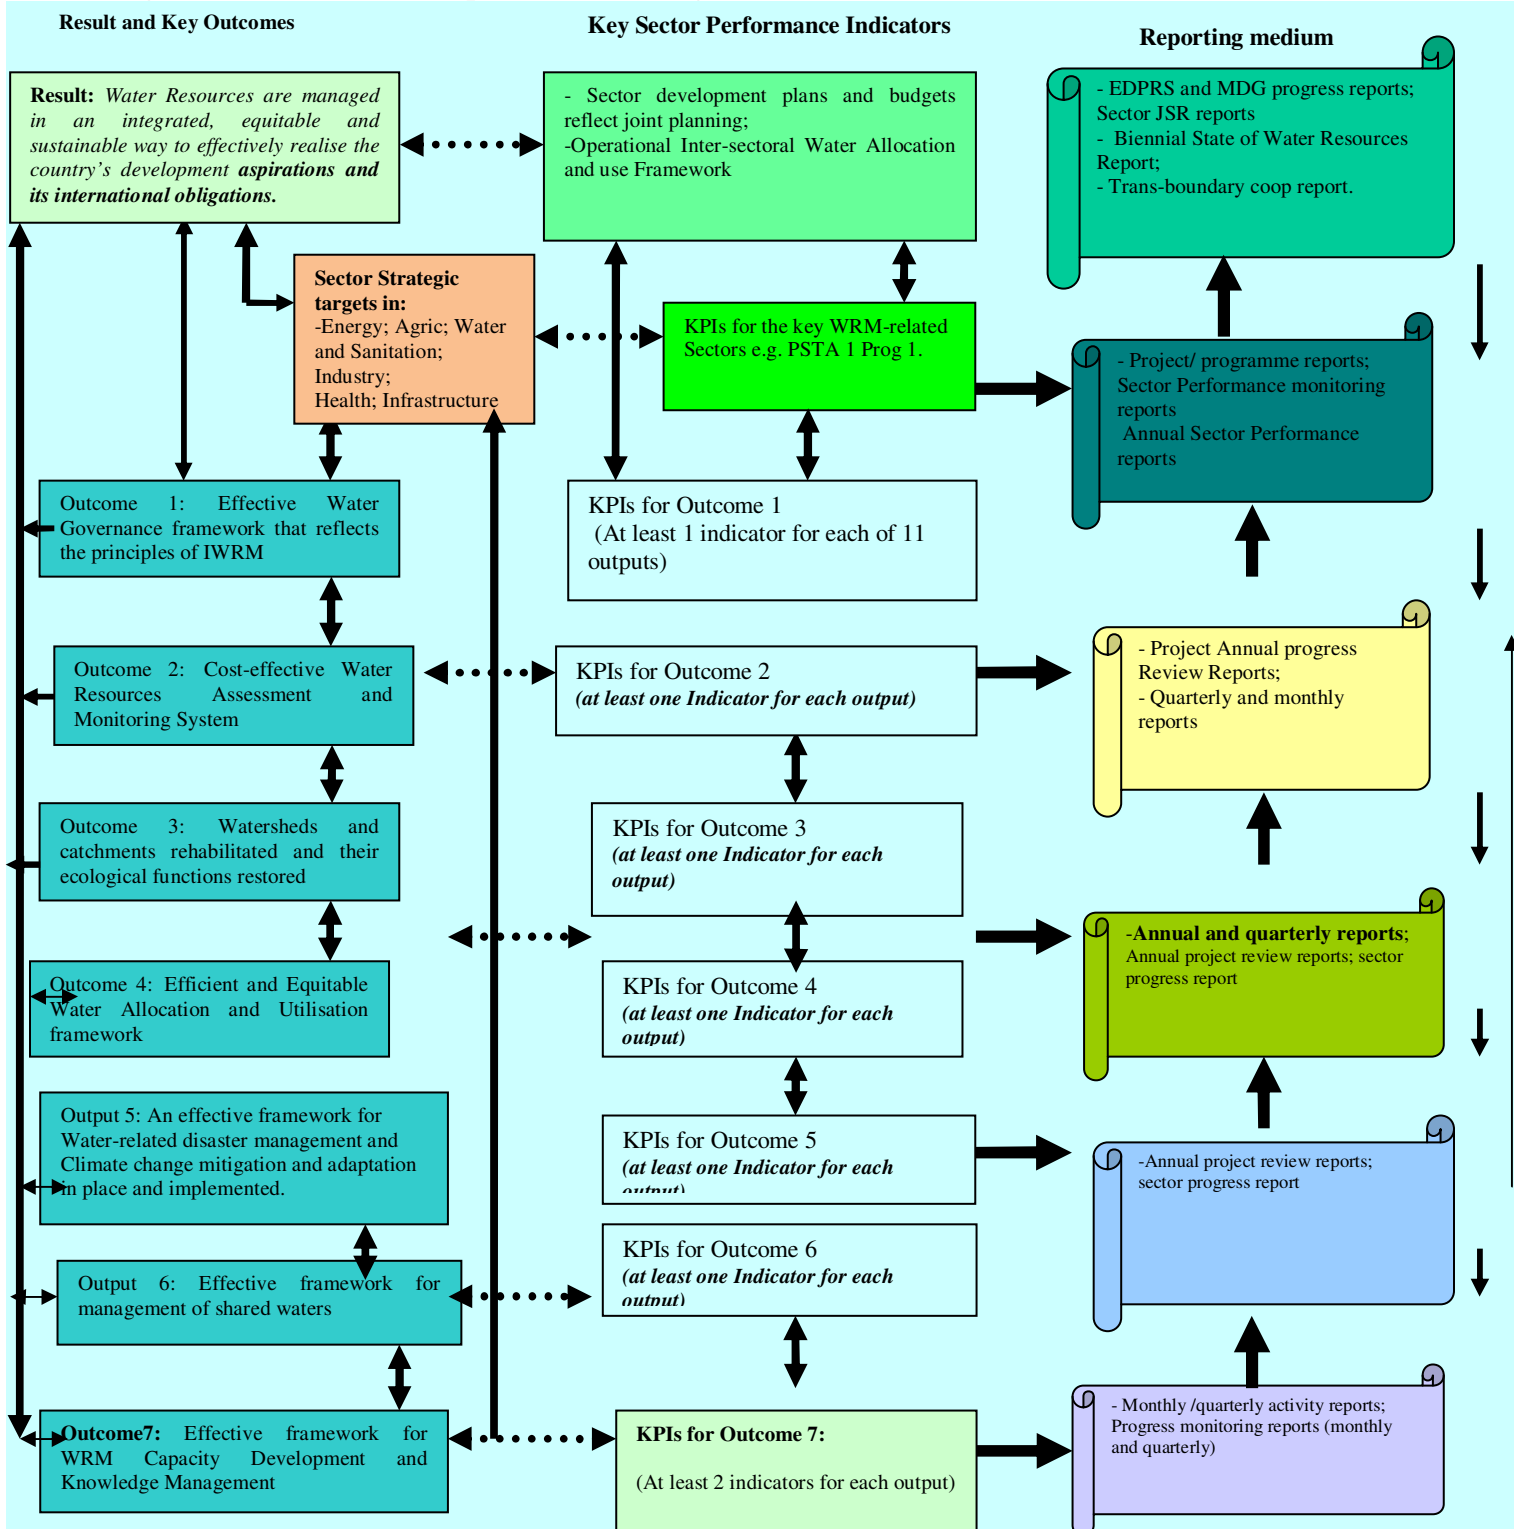 Result and Key Outcomes
Key Sector Performance Indicators
Reporting medium
Result: Water Resources are managed
in an integrated, equitable and
sustainable way to effectively realise the
country's development aspirations and
its international obligations.
- Sector development plans and budgets
reflect joint planning;
-Operational Inter-sectoral Water Allocation
and use Framework
- EDPRS and MDG progress reports;
Sector JSR reports
- Biennial State of Water Resources
Report;
- Trans-boundary coop report.
Sector Strategic
targets in:
-Energy; Agric; Water
and Sanitation;
Industry;
Health; Infrastructure
KPIs for the key WRM-related
Sectors e.g. PSTA 1 Prog 1.
- Project/ programme reports;
Sector Performance monitoring
reports
Annual Sector Performance
reports
Outcome 1: Effective Water
Governance framework that reflects
the principles of IWRM
KPIs for Outcome 1
(At least 1 indicator for each of 11
outputs)
Outcome 2: Cost-effective Water
Resources Assessment and
Monitoring System
KPIs for Outcome 2
(at least one Indicator for each output)
- Project Annual progress
Review Reports;
- Quarterly and monthly
reports
Outcome 3: Watersheds and
catchments rehabilitated and their
ecological functions restored
KPIs for Outcome 3
(at least one Indicator for each
output)
Outcome 4: Efficient and Equitable
Water Allocation and Utilisation
framework
KPIs for Outcome 4
(at least one Indicator for each
output)
-Annual and quarterly reports;
Annual project review reports; sector
progress report
Output 5: An effective framework for
Water-related disaster management and
Climate change mitigation and adaptation
in place and implemented.
KPIs for Outcome 5
(at least one Indicator for each
output)
-Annual project review reports;
sector progress report
Output 6: Effective framework for
management of shared waters
KPIs for Outcome 6
(at least one Indicator for each
output)
Outcome7: Effective framework for
WRM Capacity Development and
Knowledge Management
KPIs for Outcome 7:
(At least 2 indicators for each output)
- Monthly /quarterly activity reports;
Progress monitoring reports (monthly
and quarterly)